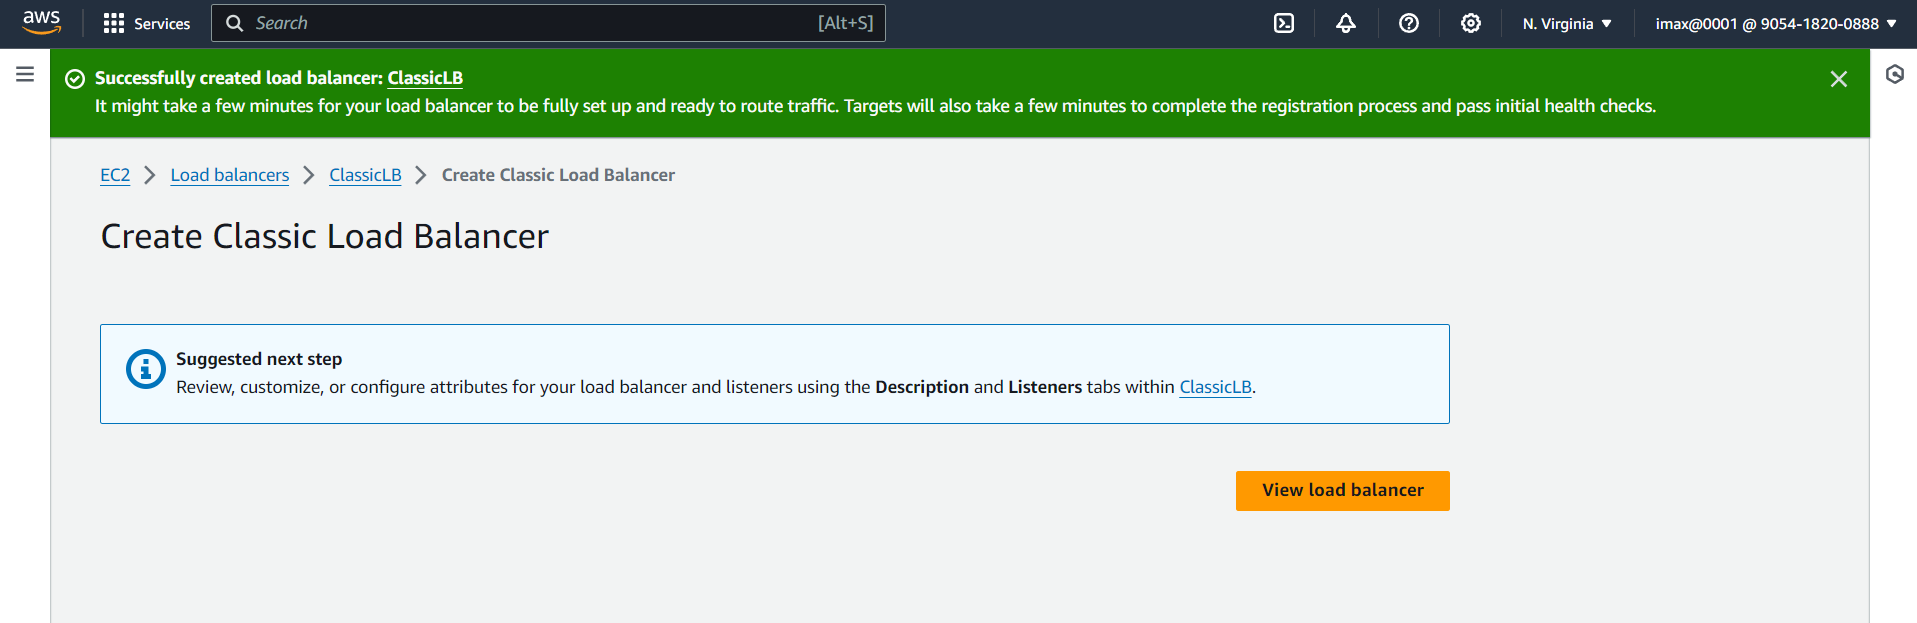 aws
Services
Search
[Alt+S]
N. Virginia
imax@0001 @ 9054-1820-0888
Successfully created load balancer: ClassicLB
It might take a few minutes for your load balancer to be fully set up and ready to route traffic. Targets will also take a few minutes to complete the registration process and pass initial health checks.
EC2 > Load balancers > ClassicLB > Create Classic Load Balancer
Create Classic Load Balancer
Suggested next step
Review, customize, or configure attributes for your load balancer and listeners using the Description and Listeners tabs within ClassicLB.
View load balancer